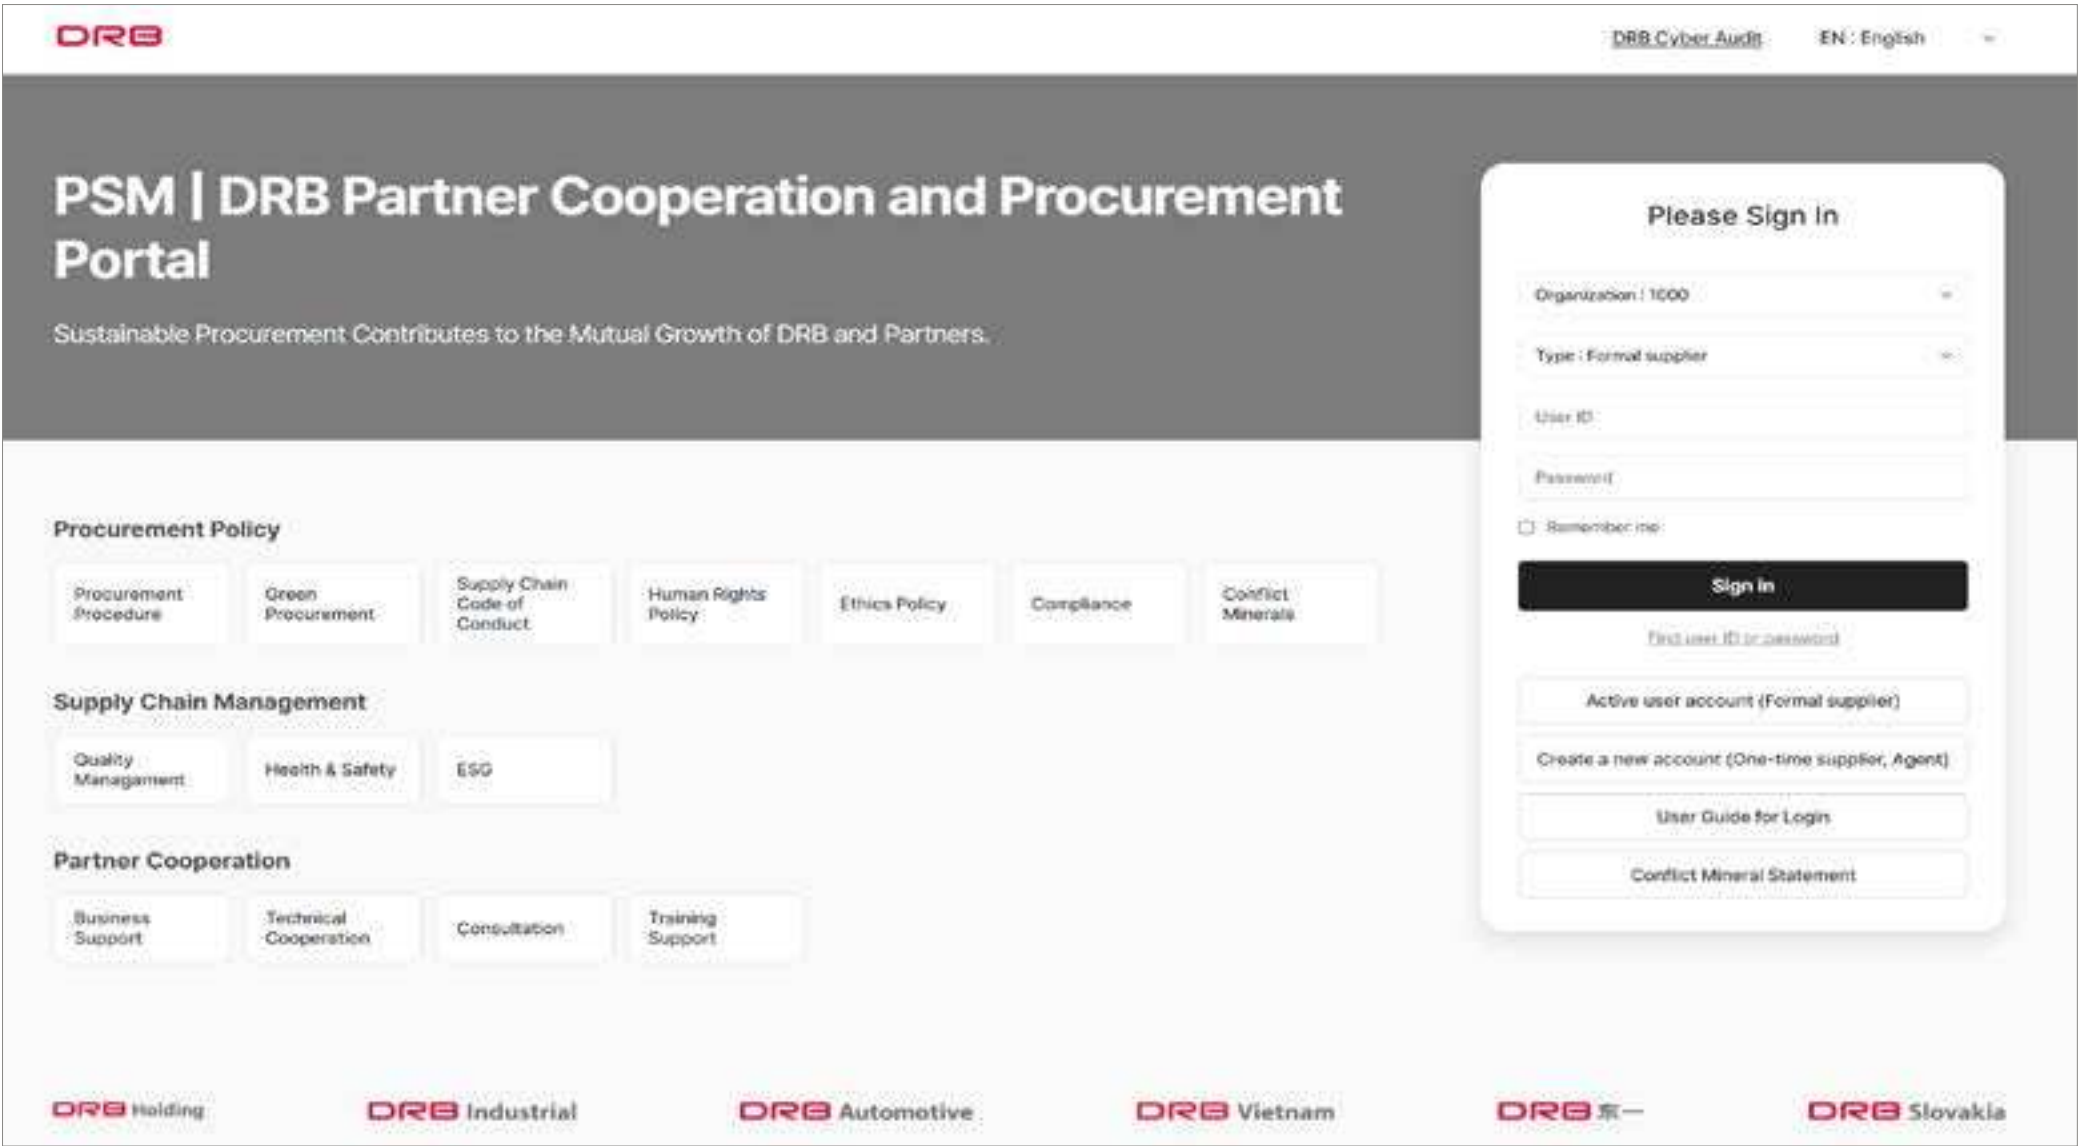 DRB
DRB Cyber Audit
EN : English
PSM | DRB Partner Cooperation and Procurement
Portal
Sustainable Procurement Contributes to the Mutual Growth of DRB and Partners.
Please Sign In
Organization : 1000
Type : Formal supplier
User ID
Password
Remember me
Sign in
Find user ID or password
Active user account (Formal supplier)
Create a new account (One-time supplier, Agent)
User Guide for Login
Conflict Mineral Statement
Procurement Policy
Procurement
Procedure
Green
Procurement
Supply Chain
Code of
Conduct
Human Rights
Policy
Ethics Policy
Compliance
Conflict
Minerals
Supply Chain Management
Quality
Management
Health & Safety
ESG
Partner Cooperation
Business
Support
Technical
Cooperation
Consultation
Training
Support
DRB Holding
DRB Industrial
DRB Automotive
DRB Vietnam
DRB 东一
DRB Slovakia